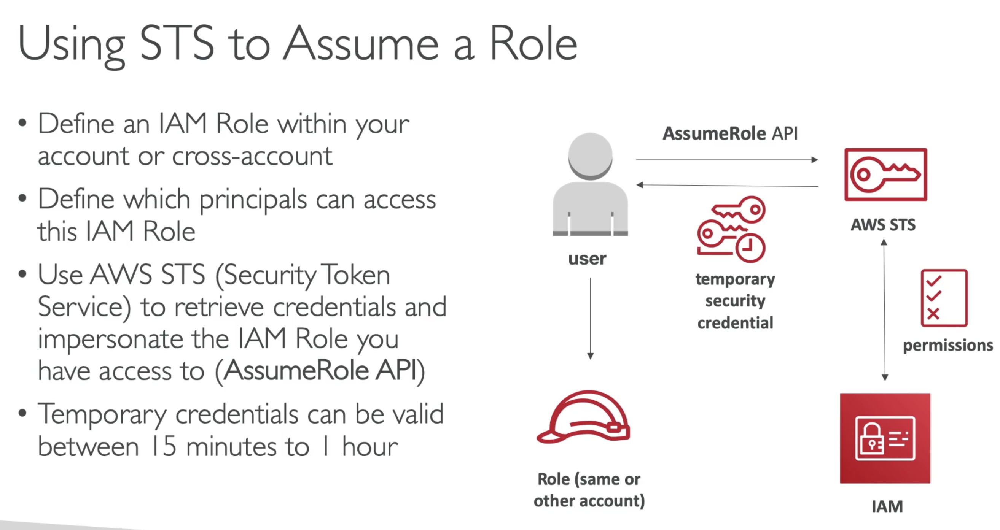 Using STS to Assume a Role
• Define an IAM Role within your
account or cross-account
• Define which principals can access
this IAM Role
• Use AWS STS (Security Token
Service) to retrieve credentials and
impersonate the IAM Role you
have access to (AssumeRole API)
• Temporary credentials can be valid
between 15 minutes to 1 hour
AssumeRole API
user
AWS STS
temporary
security
credential
permissions
Role (same or
other account)
IAM